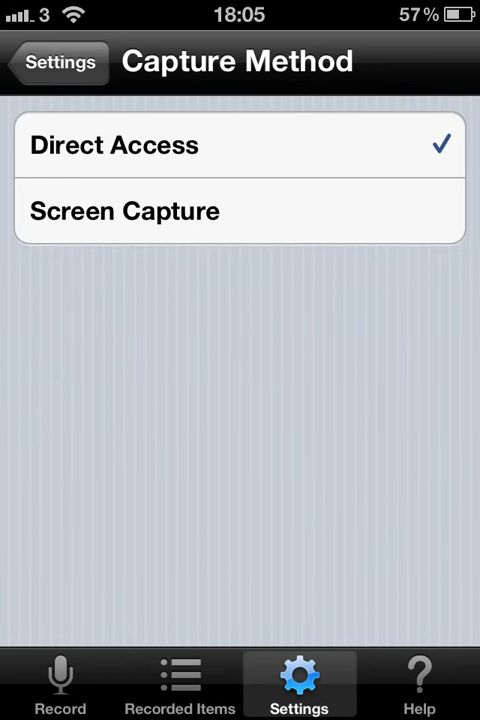 3 18:05 57%
Settings Capture Method
Direct Access
Screen Capture
Record Recorded Items Settings Help